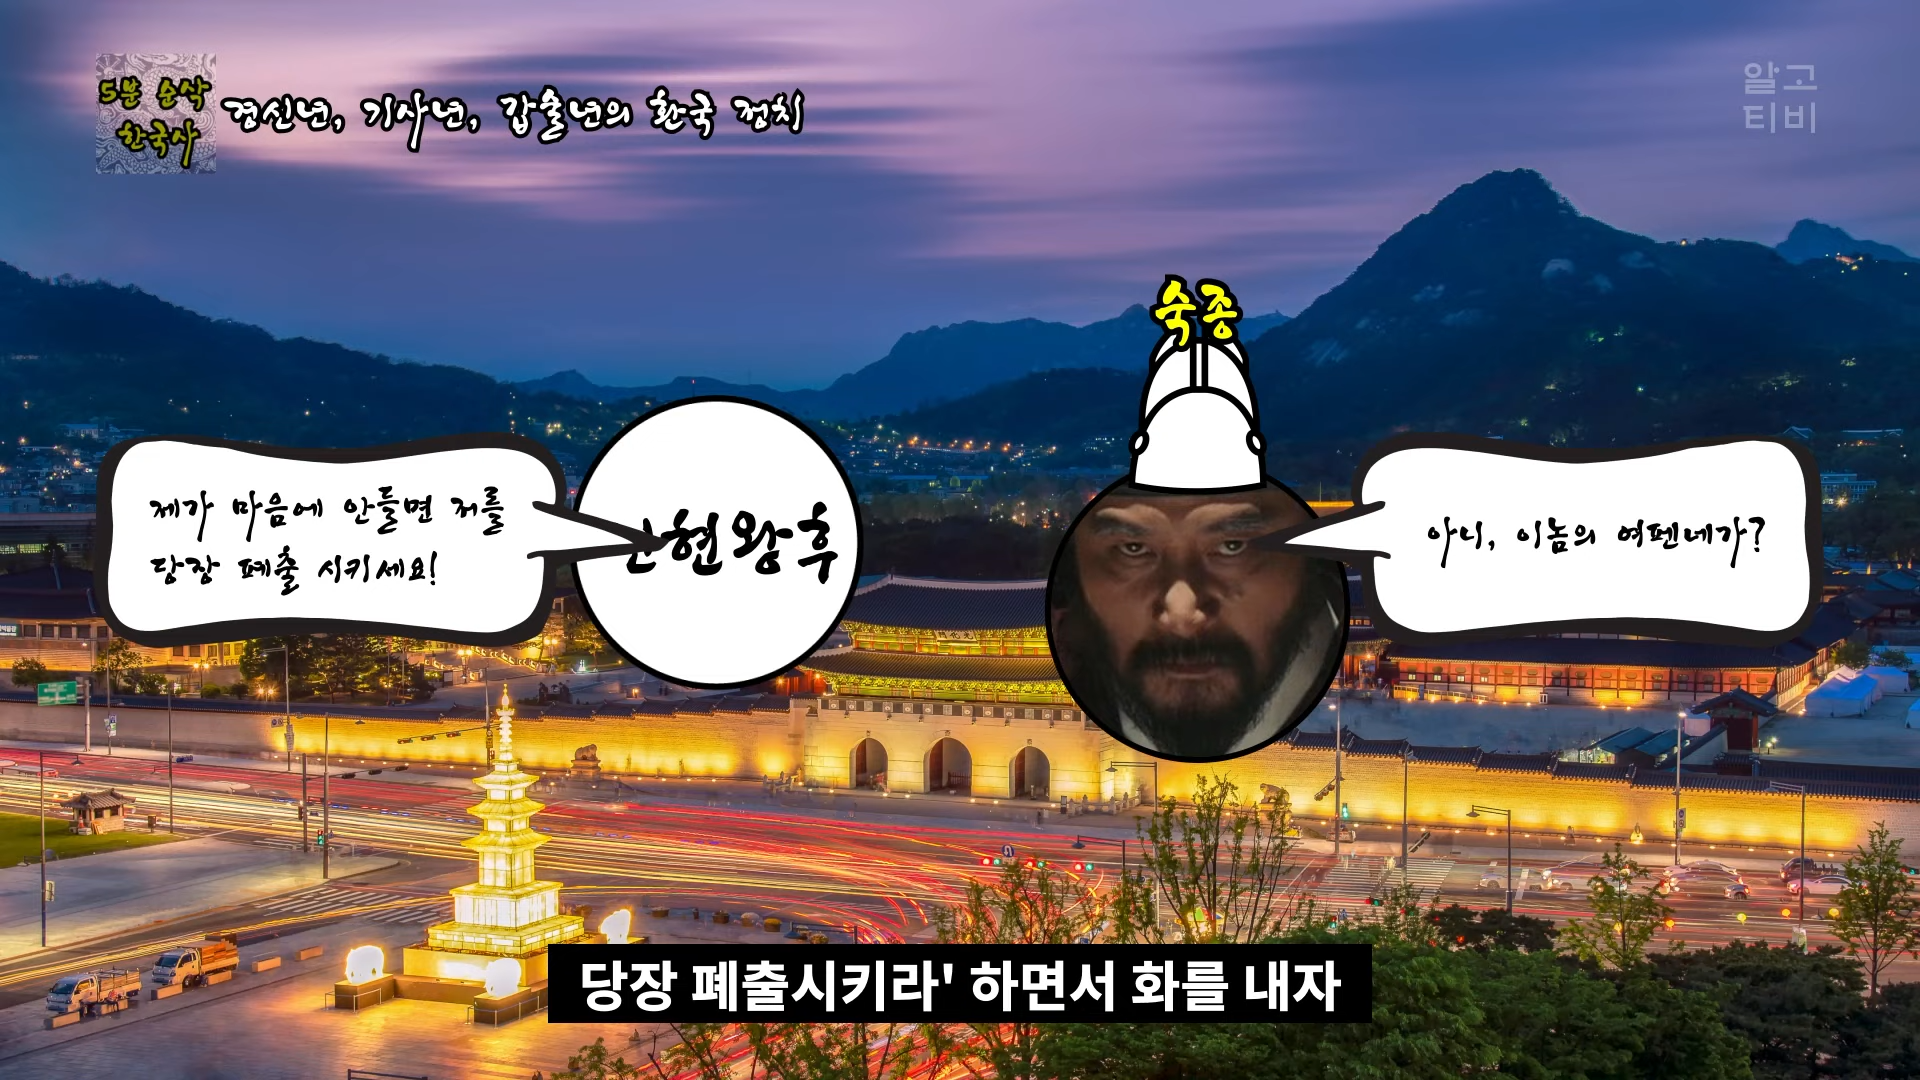 5분 순삭
한국사
경신년, 기사년, 갑술년의 환국 정치
알고
티비
숙종
제가 마음에 안들면 저를
당장 폐출 시키세요!
현왕후
아니, 이놈의 여펜네가?
당장 폐출시키라' 하면서 화를 내자